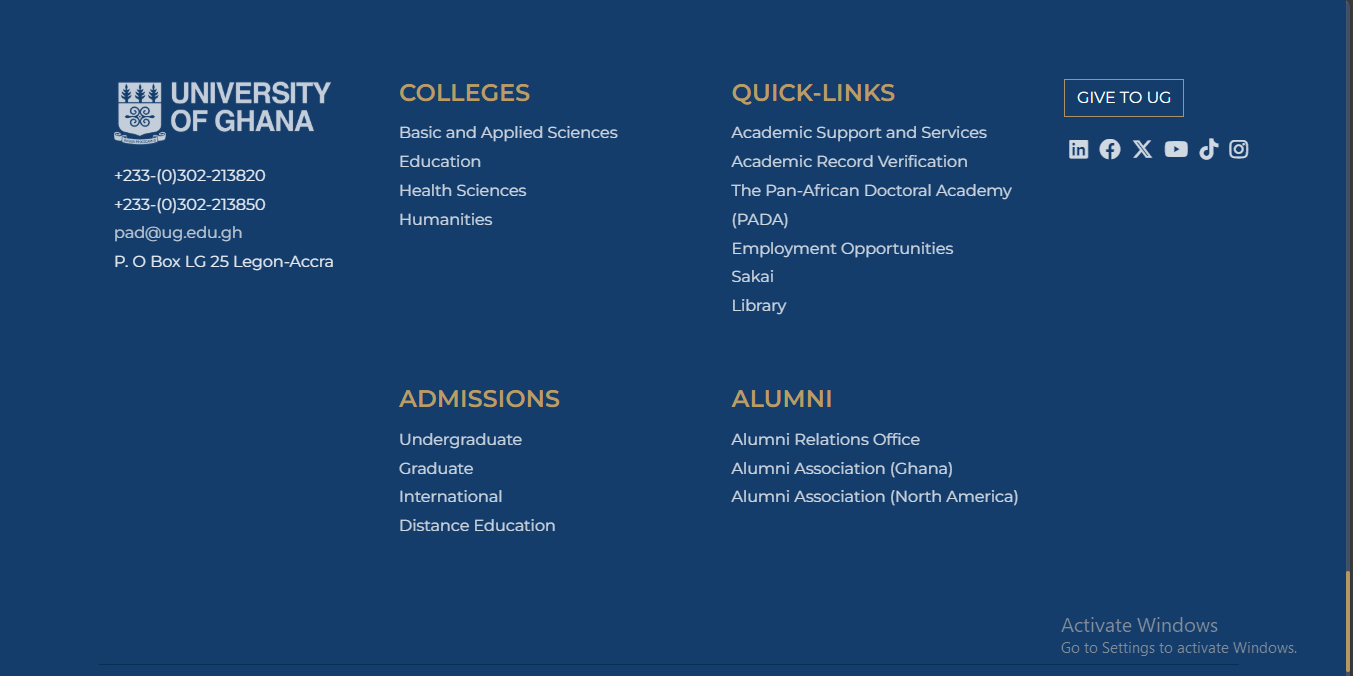 UNIVERSITY
OF GHANA
+233-(0)302-213820
+233-(0)302-213850
pad@ug.edu.gh
P. O Box LG 25 Legon-Accra
COLLEGES
Basic and Applied Sciences
Education
Health Sciences
Humanities
QUICK-LINKS
Academic Support and Services
Academic Record Verification
The Pan-African Doctoral Academy
(PADA)
Employment Opportunities
Sakai
Library
GIVE TO UG
ADMISSIONS
Undergraduate
Graduate
International
Distance Education
ALUMNI
Alumni Relations Office
Alumni Association (Ghana)
Alumni Association (North America)
Activate Windows
Go to Settings to activate Windows.